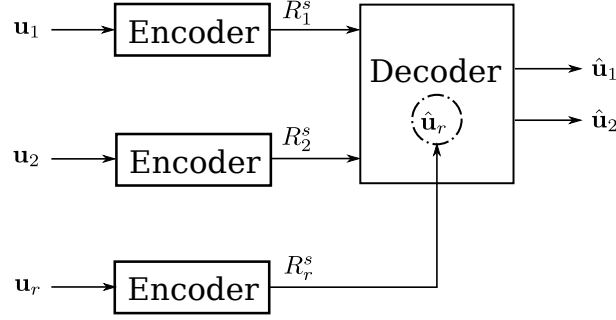 u₁ Encoder R₁ˢ
Decoder
û₁
ûᵣ
û₂
u₂ Encoder R₂ˢ
uᵣ Encoder Rᵣˢ